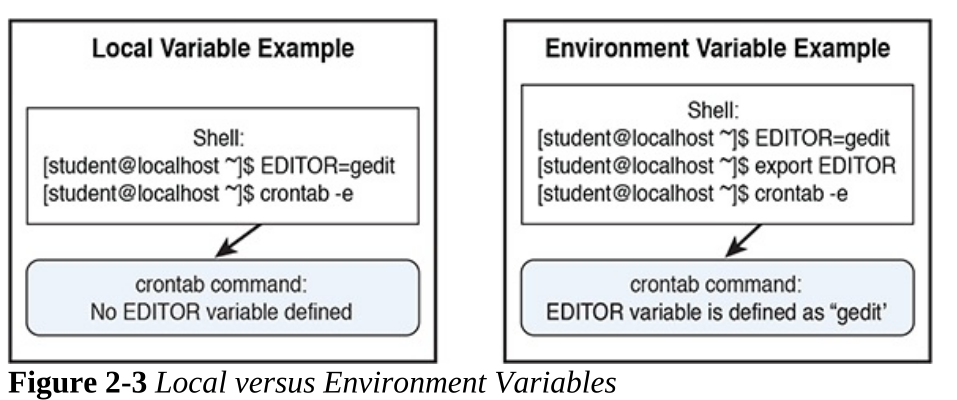 Local Variable Example
Shell:
[student@localhost ~]$ EDITOR=gedit
[student@localhost ~]$ crontab -e
crontab command:
No EDITOR variable defined
Environment Variable Example
Shell:
[student@localhost ~]$ EDITOR=gedit
[student@localhost ~]$ export EDITOR
[student@localhost ~]$ crontab -e
crontab command:
EDITOR variable is defined as “gedit’
Figure 2-3 Local versus Environment Variables